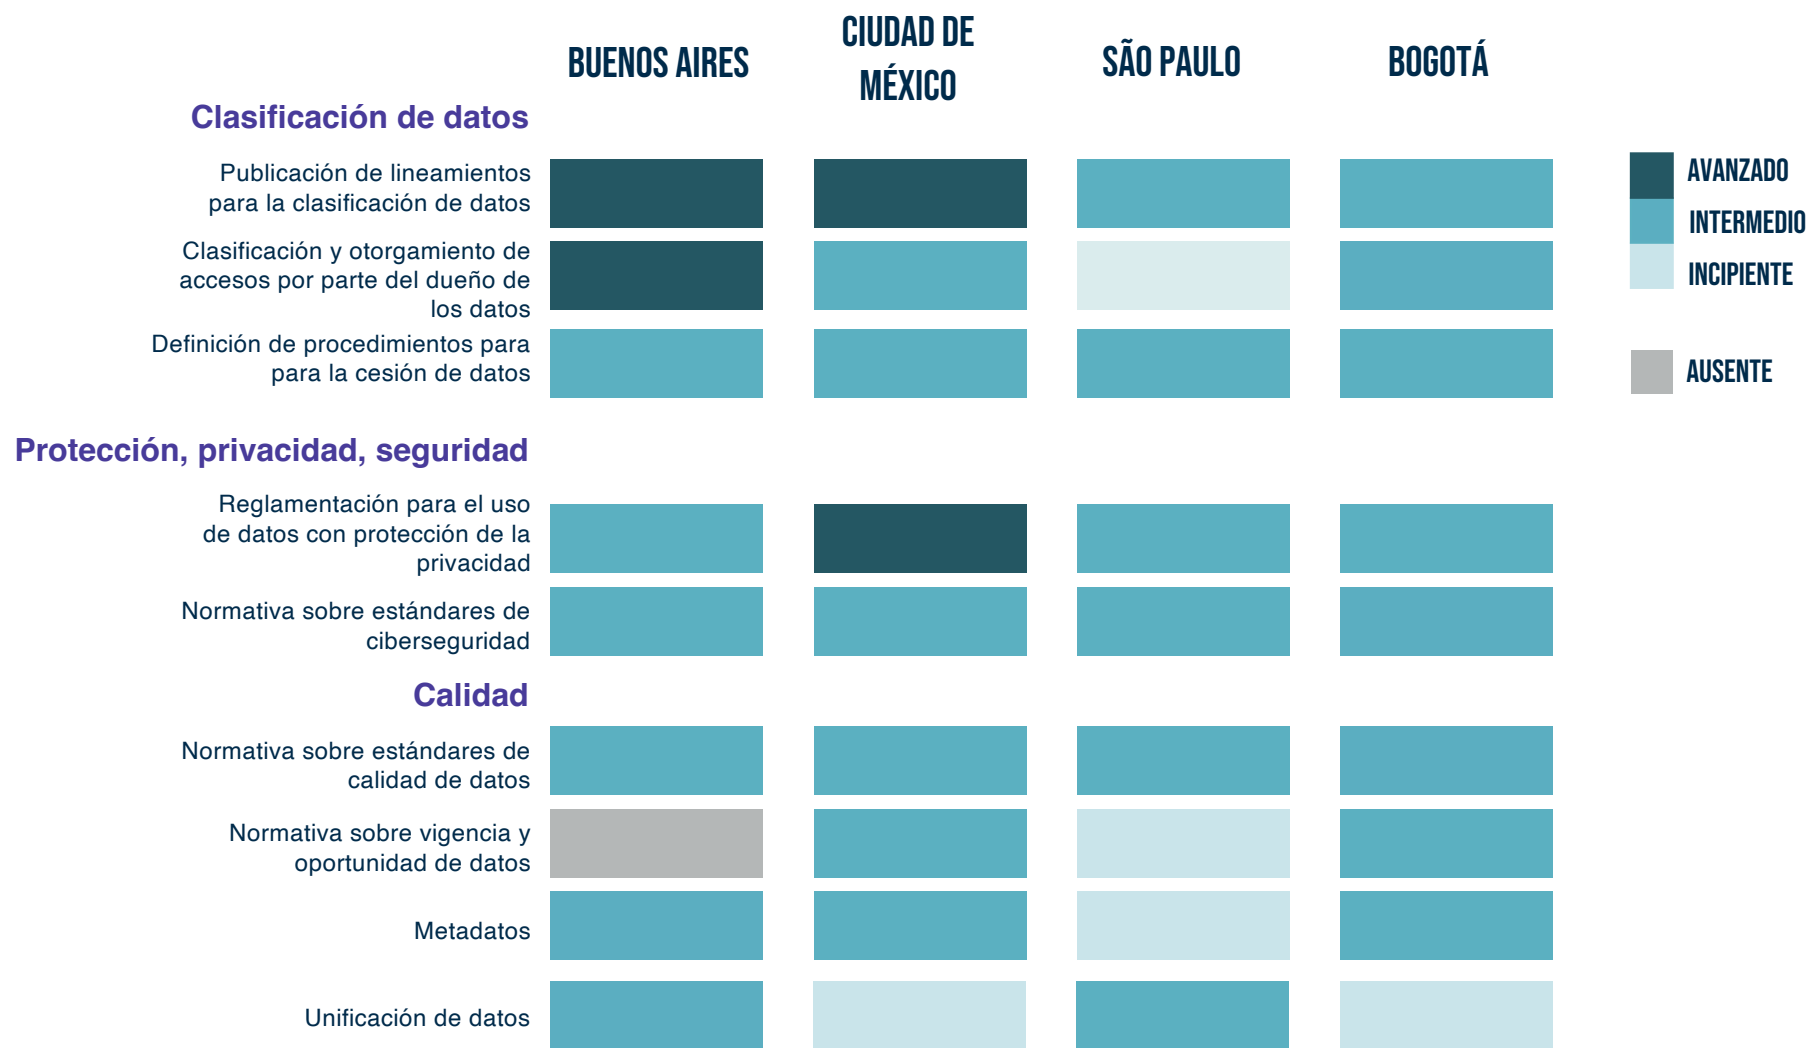 BUENOS AIRES
CIUDAD DE
MÉXICO
SÃO PAULO
BOGOTÁ
Clasificación de datos
Publicación de lineamientos
para la clasificación de datos
Clasificación y otorgamiento de
accesos por parte del dueño de
los datos
Definición de procedimientos para
para la cesión de datos
AVANZADO
INTERMEDIO
INCIPIENTE
AUSENTE
Protección, privacidad, seguridad
Reglamentación para el uso
de datos con protección de la
privacidad
Normativa sobre estándares de
ciberseguridad
Calidad
Normativa sobre estándares de
calidad de datos
Normativa sobre vigencia y
oportunidad de datos
Metadatos
Unificación de datos